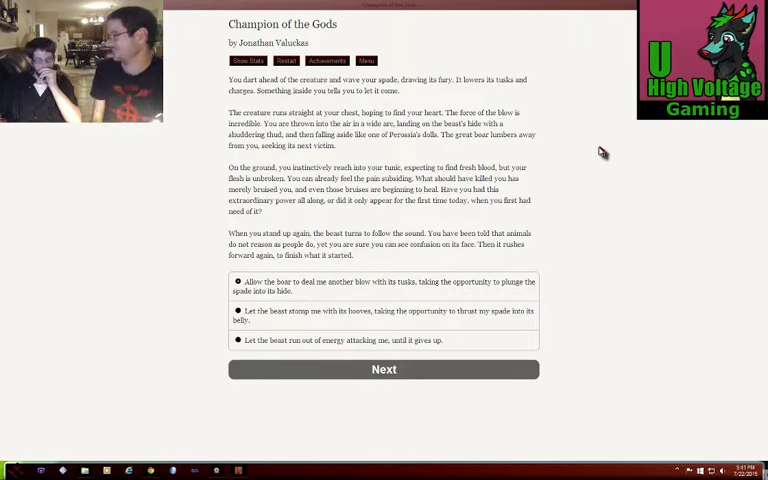 Champion of the Gods
by Jonathan Valuckas
Show Stats Restart Achievements Menu
You dart ahead of the creature and wave your spade, drawing its fury. It lowers its tusks and
charges. Something inside you tells you to let it come.
The creature runs straight at your chest, hoping to find your heart. The force of the blow is
incredible. You are thrown into the air in a wide arc, landing on the beast's hide with a
shuddering thud, and then falling aside like one of Perossia's dolls. The great boar lumbers away
from you, seeking its next victim.
On the ground, you instinctively reach into your tunic, expecting to find fresh blood, but your
flesh is unbroken. You can already feel the pain subsiding. What should have killed you has
merely bruised you, and even those bruises are beginning to heal. Have you had this
extraordinary power all along, or did it only appear for the first time today, when you first had
need of it?
When you stand up again, the beast turns to follow the sound. You have been told that animals
do not reason as people do, yet you are sure you can see confusion on its face. Then it rushes
forward again, to finish what it started.
Allow the boar to deal me another blow with its tusks, taking the opportunity to plunge the
spade into its hide.
Let the beast stomp me with its hooves, taking the opportunity to thrust my spade into its
belly.
Let the beast run out of energy attacking me, until it gives up.
Next
U
High Voltage
Gaming
9:41 PM
7/22/2015